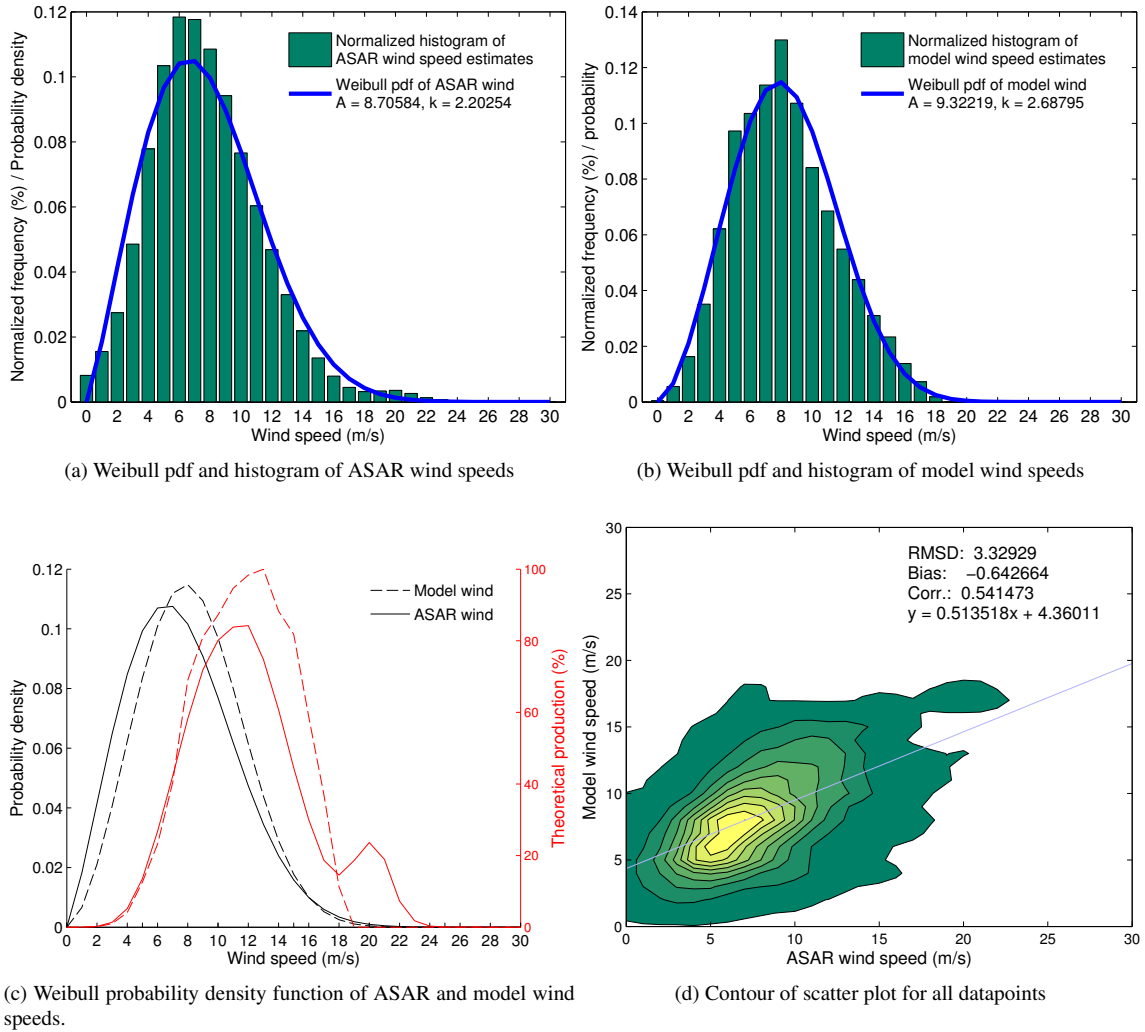 Normalized frequency (%) / Probability density
0.12
0.1
0.08
0.06
0.04
0.02
0
Normalized histogram of
ASAR wind speed estimates
Weibull pdf of ASAR wind
A = 8.70584, k = 2.20254
0 2 4 6 8 10 12 14 16 18 20 22 24 26 28 30
Wind speed (m/s)
(a) Weibull pdf and histogram of ASAR wind speeds
Normalized frequency (%) / probability
0.14
0.12
0.1
0.08
0.06
0.04
0.02
0
Normalized histogram of
model wind speed estimates
Weibull pdf of model wind
A = 9.32219, k = 2.68795
0 2 4 6 8 10 12 14 16 18 20 22 24 26 28 30
Wind speed (m/s)
(b) Weibull pdf and histogram of model wind speeds
Probability density
0.12
0.1
0.08
0.06
0.04
0.02
0
Model wind
ASAR wind
100
80
60
40
20
0
Theoretical production (%)
0 2 4 6 8 10 12 14 16 18 20 22 24 26 28 30
Wind speed (m/s)
(c) Weibull probability density function of ASAR and model wind
speeds.
Model wind speed (m/s)
30
25
20
15
10
5
0
RMSD: 3.32929
Bias: −0.642664
Corr.: 0.541473
y = 0.513518x + 4.36011
0 5 10 15 20 25 30
ASAR wind speed (m/s)
(d) Contour of scatter plot for all datapoints